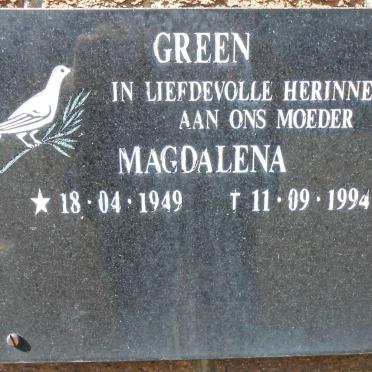 GREEN
IN LIEFDEVOLLE HERINNE
AAN ONS MOEDER
MAGDALENA
★ 18·04·1949 † 11·09·1994